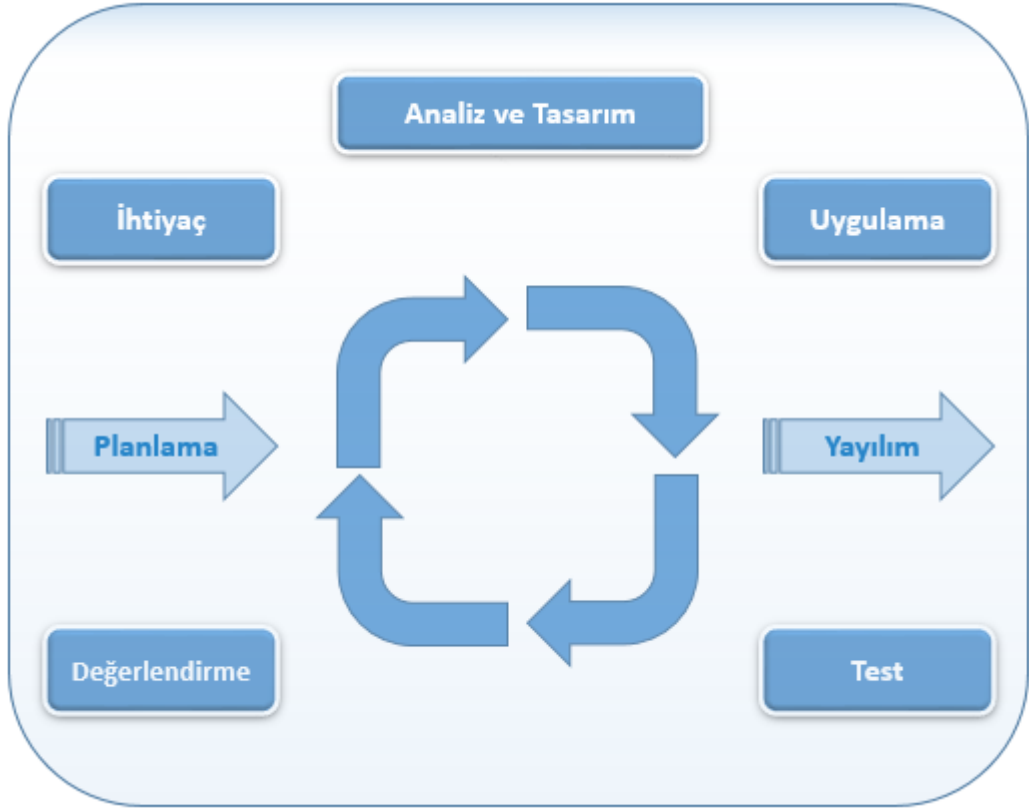 Analiz ve Tasarım
İhtiyaç
Uygulama
Planlama
Yayılım
Değerlendirme
Test